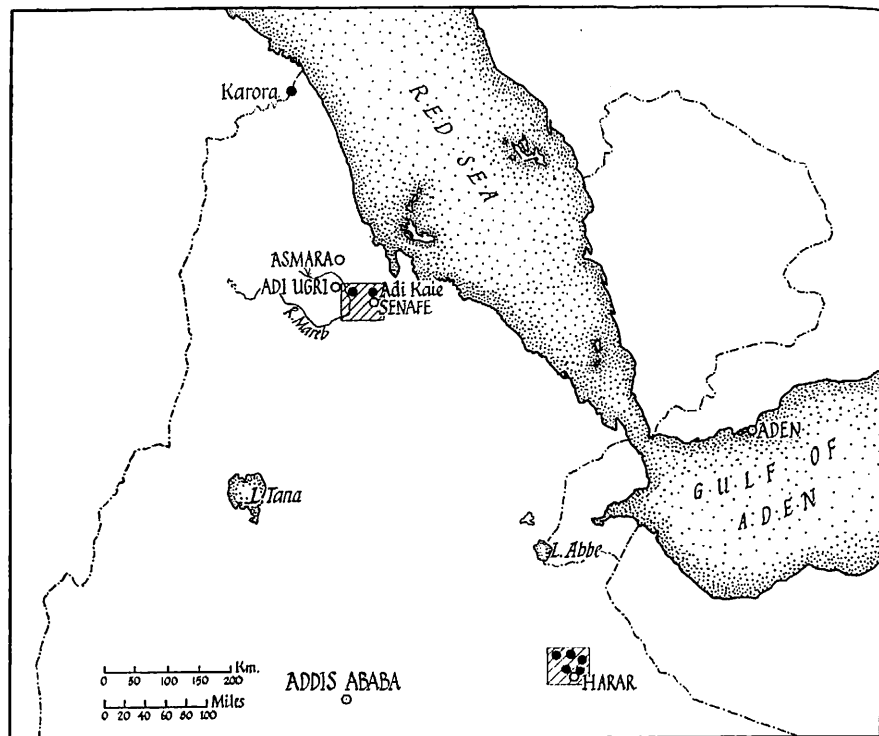 Karora
RED SEA
ASMARA
ADI UGRI
Adi Kaie
SENAFE
R. Mareb
ADEN
GULF OF
ADEN
L. Tana
L. Abbe
Km.
0 50 100 150 200
Miles
0 20 40 60 80 100
ADDIS ABABA
HARAR